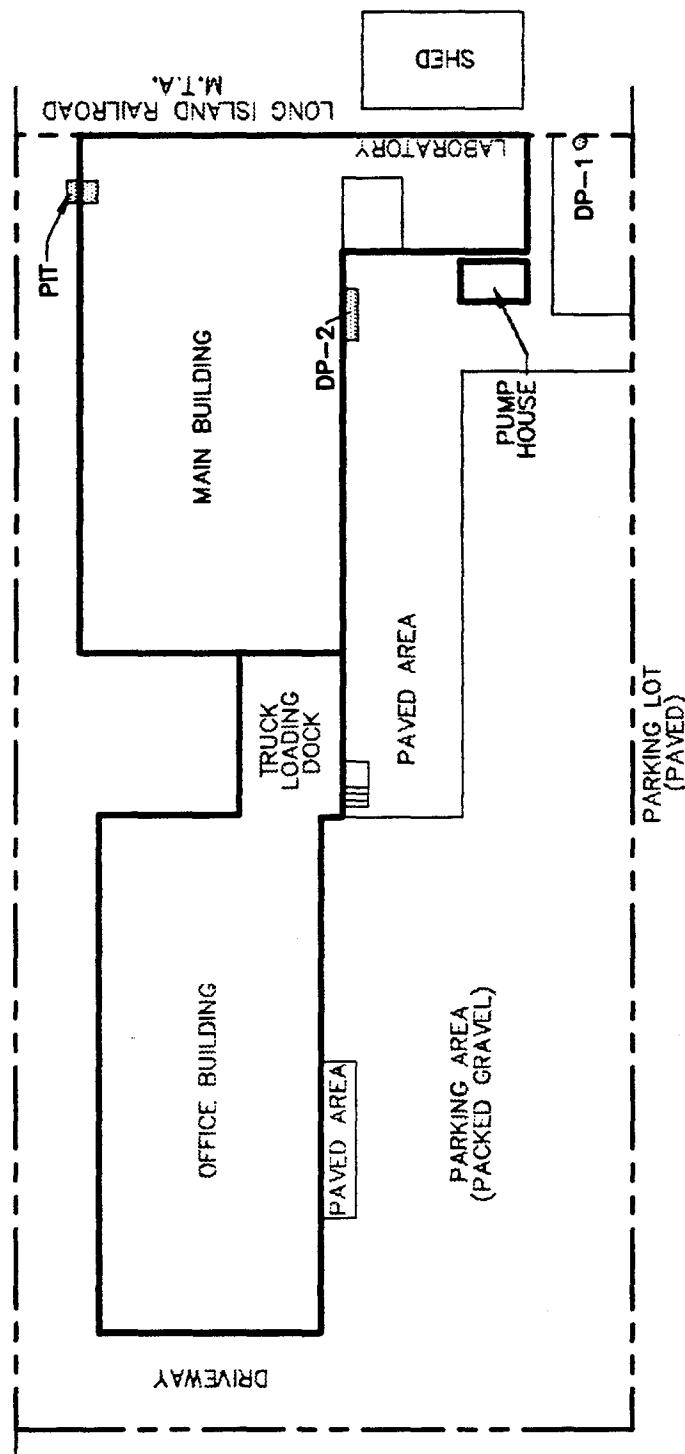 LONG ISLAND RAILROAD
M.T.A.
SHED
LABORATORY
PIT
DP-1
DP-2
MAIN BUILDING
PUMP
HOUSE
PAVED AREA
TRUCK
LOADING
DOCK
PARKING LOT
(PAVED)
OFFICE BUILDING
PAVED AREA
PARKING AREA
(PACKED GRAVEL)
DRIVEWAY